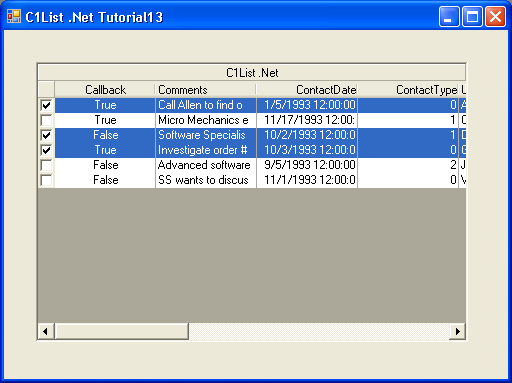 C1List .Net Tutorial13
C1List .Net
Callback Comments ContactDate ContactType U
True Call Allen to find o 1/5/1993 12:00:00 0 A
True Micro Mechanics e 11/17/1993 12:00: 1 C
False Software Specialis 10/2/1993 12:00:0 1 D
True Investigate order # 10/3/1993 12:00:0 0 G
False Advanced software 9/5/1993 12:00:00 2 J
False SS wants to discus 11/1/1993 12:00:0 0 V